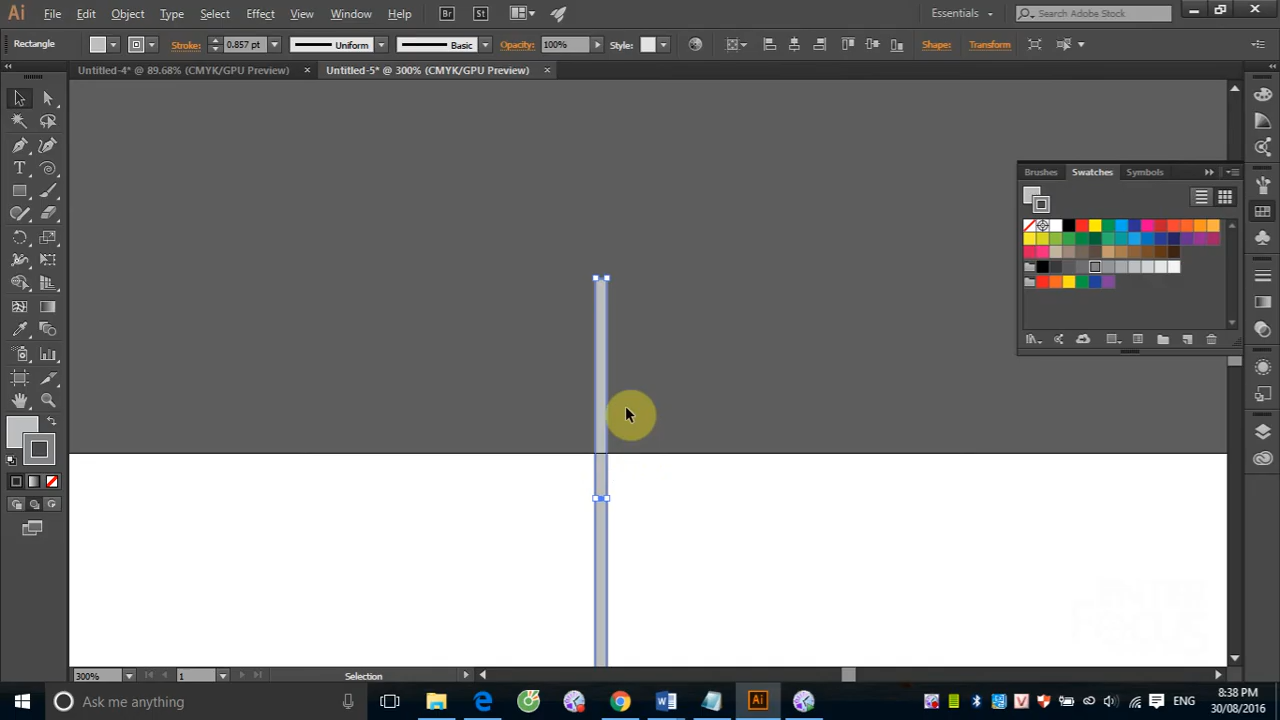 Ai File Edit Object Type Select Effect View Window Help Br St Essentials Search Adobe Stock
Rectangle Stroke: 0.857 pt Uniform Basic Opacity: 100% Style: Shape: Transform
Untitled-4* @ 89.68% (CMYK/GPU Preview) × Untitled-5* @ 300% (CMYK/GPU Preview) ×
Brushes Swatches Symbols
T
FOCUS
300% 1 Selection
Ask me anything Ai ENG 8:38 PM
30/08/2016